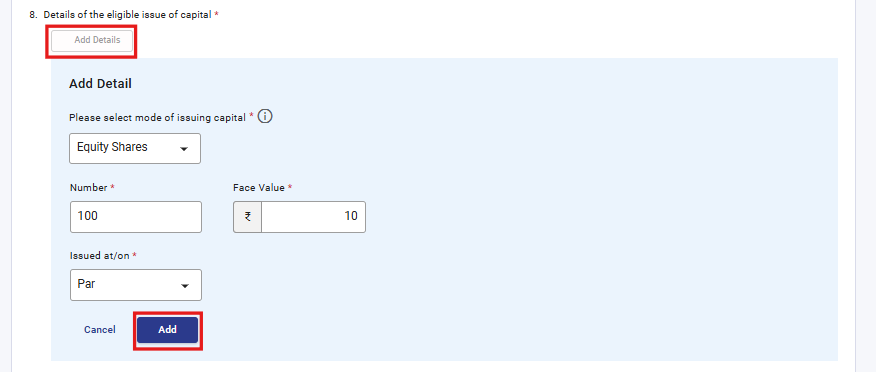 8. Details of the eligible issue of capital *
Add Details
Add Detail
Please select mode of issuing capital * i
Equity Shares
Number * Face Value *
100 ₹ 10
Issued at/on *
Par
Cancel Add